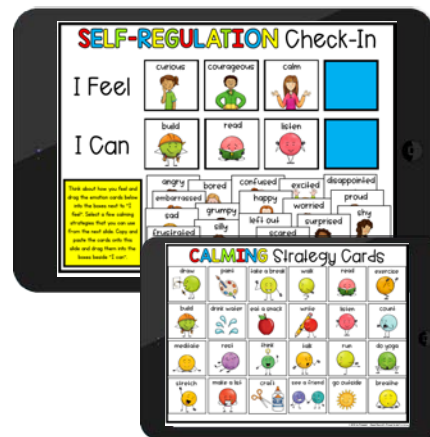 SELF-REGULATION Check-In
I Feel
curious courageous calm
I Can
build read listen
Think about how you feel and
drag the emotion cards below
into the boxes next to "I
feel". Select a few calming
strategies that you can use
from the next slide. Copy and
paste the cards onto this
slide and drag them into the
boxes beside "I can".
angry bored confused excited disappointed
embarrassed happy worried proud
sad grumpy left out surprised shy
frustrated silly scared
CALMING Strategy Cards
draw paint take a break walk read exercise
build drink water eat a snack write listen count
meditate rest think talk run do yoga
stretch make a list craft see a friend go outside breathe